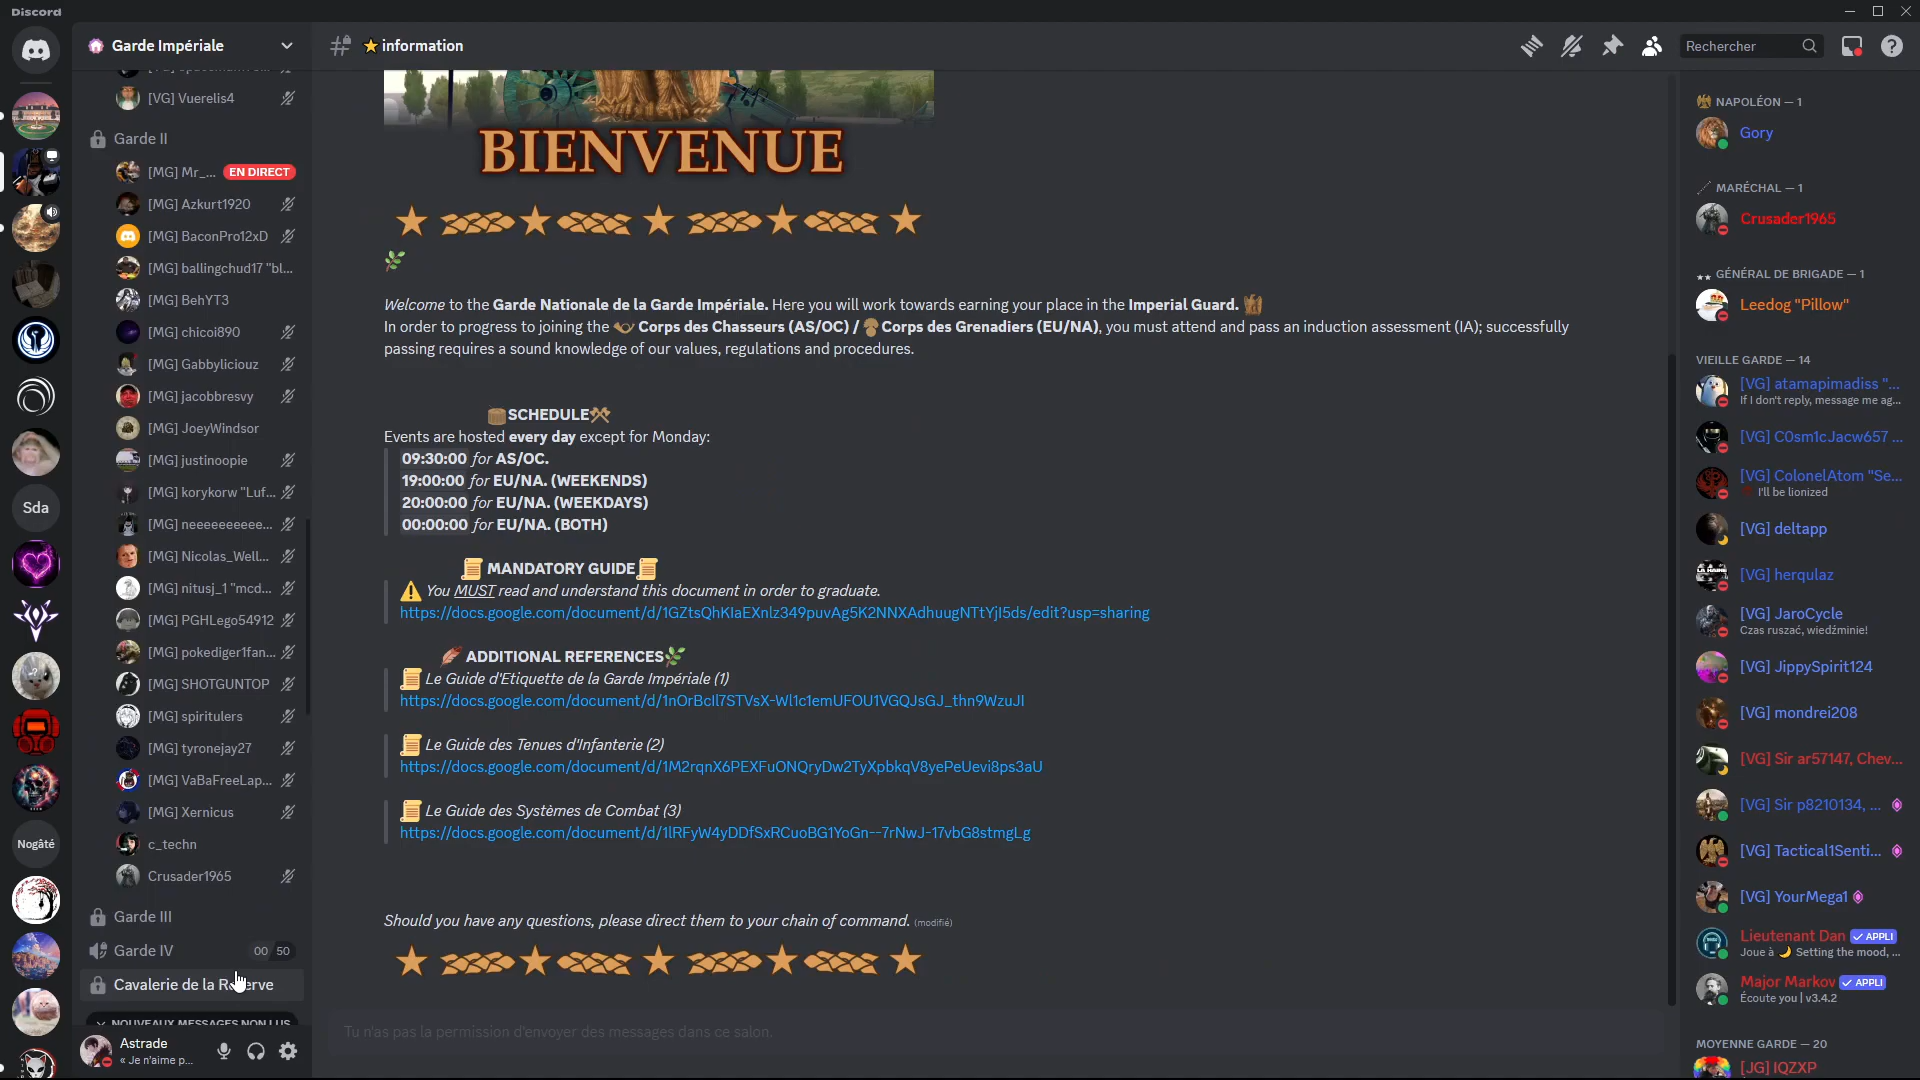 Discord
Garde Impériale
[VG] Vuerelis4
Garde II
[MG] Mr_... EN DIRECT
[MG] Azkurt1920
[MG] BaconPro12xD
[MG] ballingchud17 "bl...
[MG] BehYT3
[MG] chicoi890
[MG] Gabbyliciouz
[MG] jacobbresvy
[MG] JoeyWindsor
[MG] justinoopie
[MG] korykorw "Luf...
[MG] neeeeeeeeee...
[MG] Nicolas_Well...
[MG] nitusj_1 "mcd...
[MG] PGHLego54912
[MG] pokediger1fan...
[MG] SHOTGUNTOP
[MG] spiritulers
[MG] tyronejay27
[MG] VaBaFreeLap...
[MG] Xernicus
c_techn
Crusader1965
Garde III
Garde IV 00 50
Cavalerie de la Reserve
NOUVEAUX MESSAGES NON LUS
Astrade
« Je n'aime p...
Sda
Nogâté
information
Rechercher
BIENVENUE
Welcome to the Garde Nationale de la Garde Impériale. Here you will work towards earning your place in the Imperial Guard.
In order to progress to joining the Corps des Chasseurs (AS/OC) / Corps des Grenadiers (EU/NA), you must attend and pass an induction assessment (IA); successfully
passing requires a sound knowledge of our values, regulations and procedures.
SCHEDULE
Events are hosted every day except for Monday:
09:30:00 for AS/OC.
19:00:00 for EU/NA. (WEEKENDS)
20:00:00 for EU/NA. (WEEKDAYS)
00:00:00 for EU/NA. (BOTH)
MANDATORY GUIDE
You MUST read and understand this document in order to graduate.
https://docs.google.com/document/d/1GZtsQhKIaEXnlz349puvAg5K2NNXAdhuugNTtYjI5ds/edit?usp=sharing
ADDITIONAL REFERENCES
Le Guide d'Etiquette de la Garde Impériale (1)
https://docs.google.com/document/d/1nOrBcIl7STVsX-Wl1c1emUFOU1VGQJsGJ_thn9WzuJI
Le Guide des Tenues d'Infanterie (2)
https://docs.google.com/document/d/1M2rqnX6PEXFuONQryDw2TyXpbkqV8yePeUevi8ps3aU
Le Guide des Systèmes de Combat (3)
https://docs.google.com/document/d/1lRFyW4yDDfSxRCuoBG1YoGn--7rNwJ-17vbG8stmgLg
Should you have any questions, please direct them to your chain of command. (modifié)
Tu n'as pas la permission d'envoyer des messages dans ce salon.
NAPOLÉON — 1
Gory
MARÉCHAL — 1
Crusader1965
GÉNÉRAL DE BRIGADE — 1
Leedog "Pillow"
VIEILLE GARDE — 14
[VG] atamapimadiss "...
If I don't reply, message me ag...
[VG] C0sm1cJacw657 ...
[VG] ColonelAtom "Se...
I'll be lionized
[VG] deltapp
[VG] herqulaz
[VG] JaroCycle
Czas ruszać, wiedźminie!
[VG] JippySpirit124
[VG] mondrei208
[VG] Sir ar57147, Chev...
[VG] Sir p8210134, ...
[VG] Tactical1Senti...
[VG] YourMega1
Lieutenant Dan APPLI
Joue à Setting the mood, ...
Major Markov APPLI
Écoute you | v3.4.2
MOYENNE GARDE — 20
[JG] IQZXP